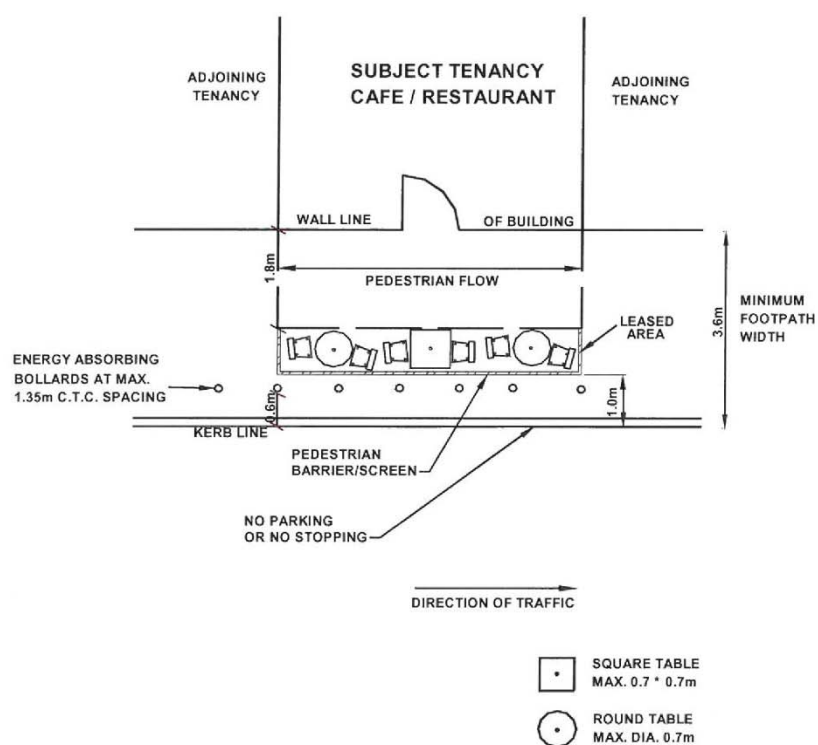 ADJOINING
TENANCY
SUBJECT TENANCY
CAFE / RESTAURANT
ADJOINING
TENANCY
WALL LINE
OF BUILDING
1.8m
PEDESTRIAN FLOW
3.6m
MINIMUM
FOOTPATH
WIDTH
LEASED
AREA
ENERGY ABSORBING
BOLLARDS AT MAX.
1.35m C.T.C. SPACING
0.6m
1.0m
KERB LINE
PEDESTRIAN
BARRIER/SCREEN
NO PARKING
OR NO STOPPING
DIRECTION OF TRAFFIC
SQUARE TABLE
MAX. 0.7 * 0.7m
ROUND TABLE
MAX. DIA. 0.7m